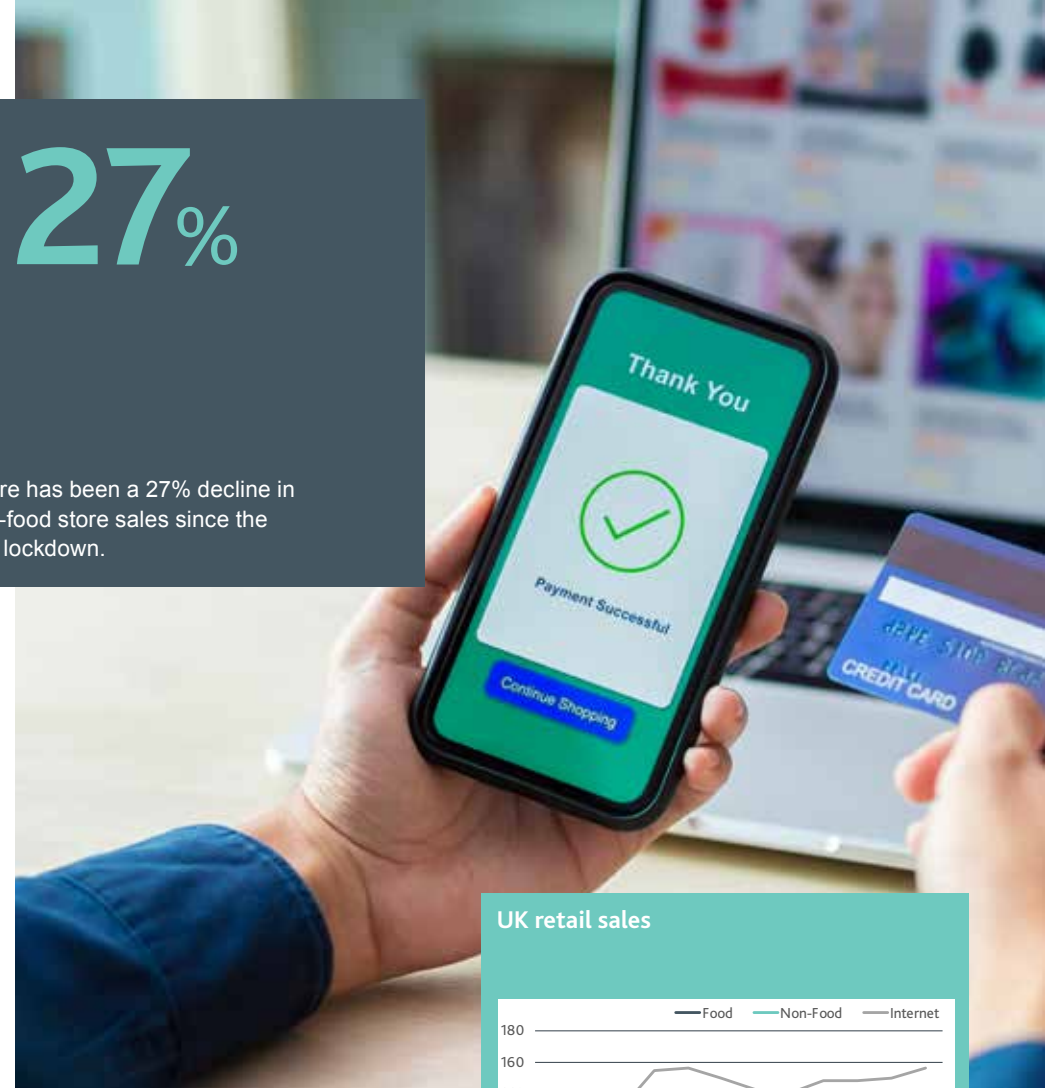 27%
re has been a 27% decline in
-food store sales since the
lockdown.
Thank You
Payment Successful
Continue Shopping
CREDIT CARD
UK retail sales
Food Non-Food Internet
180
160